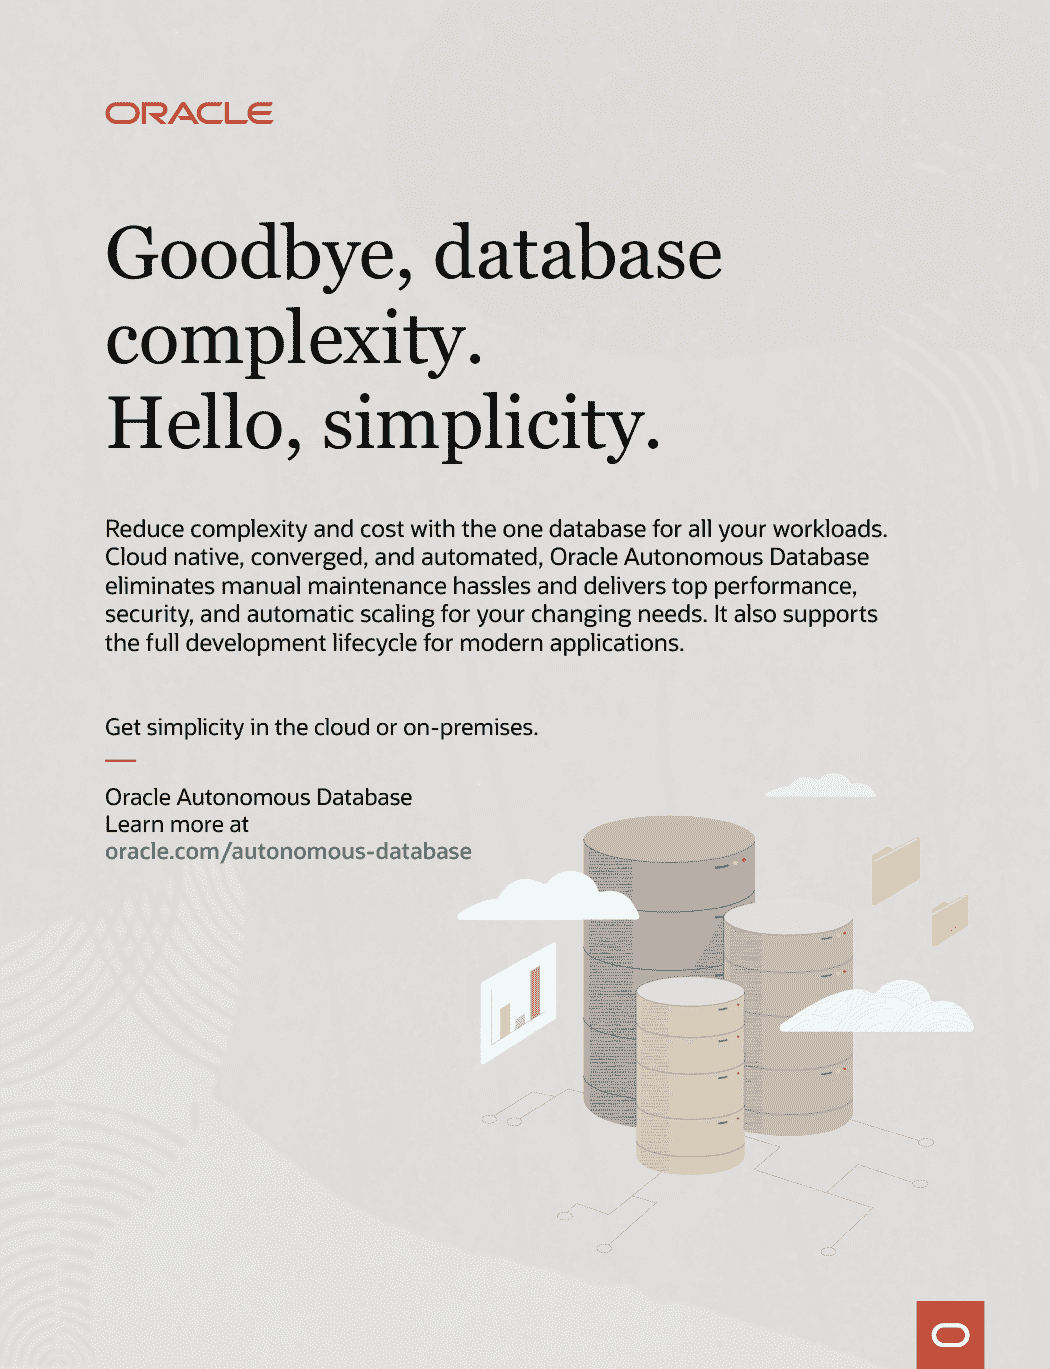 ORACLE
Goodbye, database
complexity.
Hello, simplicity.
Reduce complexity and cost with the one database for all your workloads.
Cloud native, converged, and automated, Oracle Autonomous Database
eliminates manual maintenance hassles and delivers top performance,
security, and automatic scaling for your changing needs. It also supports
the full development lifecycle for modern applications.
Get simplicity in the cloud or on-premises.
Oracle Autonomous Database
Learn more at
oracle.com/autonomous-database